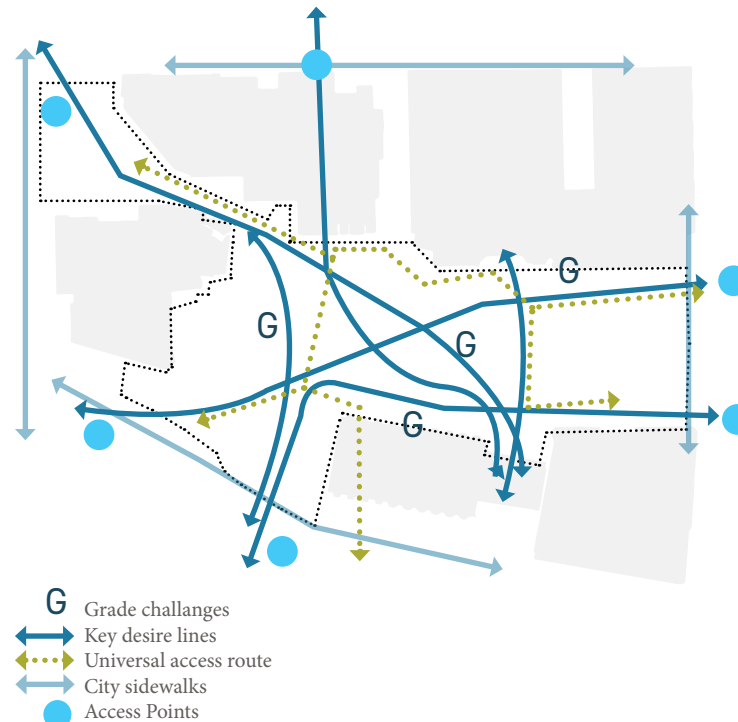 G
G
G
G
G Grade challanges
Key desire lines
Universal access route
City sidewalks
Access Points